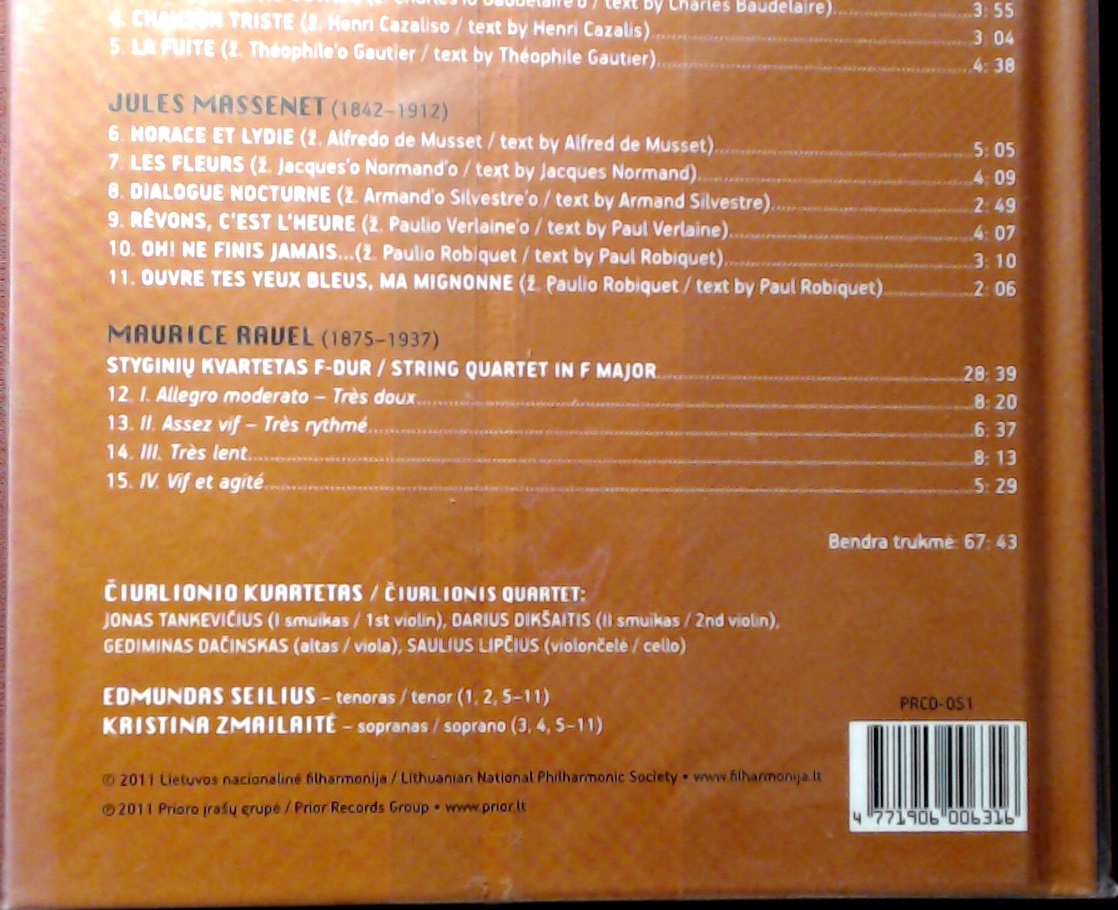 text by Charles Baudelaire) 3: 55
4. CHANSON TRISTE (ž. Henri Cazaliso / text by Henri Cazalis) 3: 04
5. LA FUITE (ž. Théophile'o Gautier / text by Théophile Gautier) 4: 38
JULES MASSENET (1842–1912)
6. HORACE ET LYDIE (ž. Alfredo de Musset / text by Alfred de Musset) 5: 05
7. LES FLEURS (ž. Jacques'o Normand'o / text by Jacques Normand) 4: 09
8. DIALOGUE NOCTURNE (ž. Armand'o Silvestre'o / text by Armand Silvestre) 2: 49
9. RÊVONS, C'EST L'HEURE (ž. Paulio Verlaine'o / text by Paul Verlaine) 4: 07
10. OH! NE FINIS JAMAIS...(ž. Paulio Robiquet / text by Paul Robiquet) 3: 10
11. OUVRE TES YEUX BLEUS, MA MIGNONNE (ž. Paulio Robiquet / text by Paul Robiquet) 2: 06
MAURICE RAVEL (1875–1937)
STYGINIŲ KVARTETAS F-DUR / STRING QUARTET IN F MAJOR 28: 39
12. I. Allegro moderato – Très doux 8: 20
13. II. Assez vif – Très rythmé 6: 37
14. III. Très lent 8: 13
15. IV. Vif et agité 5: 29
Bendra trukmė: 67: 43
ČIURLIONIO KVARTETAS / ČIURLIONIS QUARTET:
JONAS TANKEVIČIUS (I smuikas / 1st violin), DARIUS DIKŠAITIS (II smuikas / 2nd violin),
GEDIMINAS DAČINSKAS (altas / viola), SAULIUS LIPČIUS (violončelė / cello)
EDMUNDAS SEILIUS – tenoras / tenor (1, 2, 5–11)
KRISTINA ZMAILAITĖ – sopranas / soprano (3, 4, 5–11)
PRCD-051
© 2011 Lietuvos nacionalinė filharmonija / Lithuanian National Philharmonic Society • www.filharmonija.lt
℗ 2011 Prioro įrašų grupė / Prior Records Group • www.prior.lt
4 771906 006316